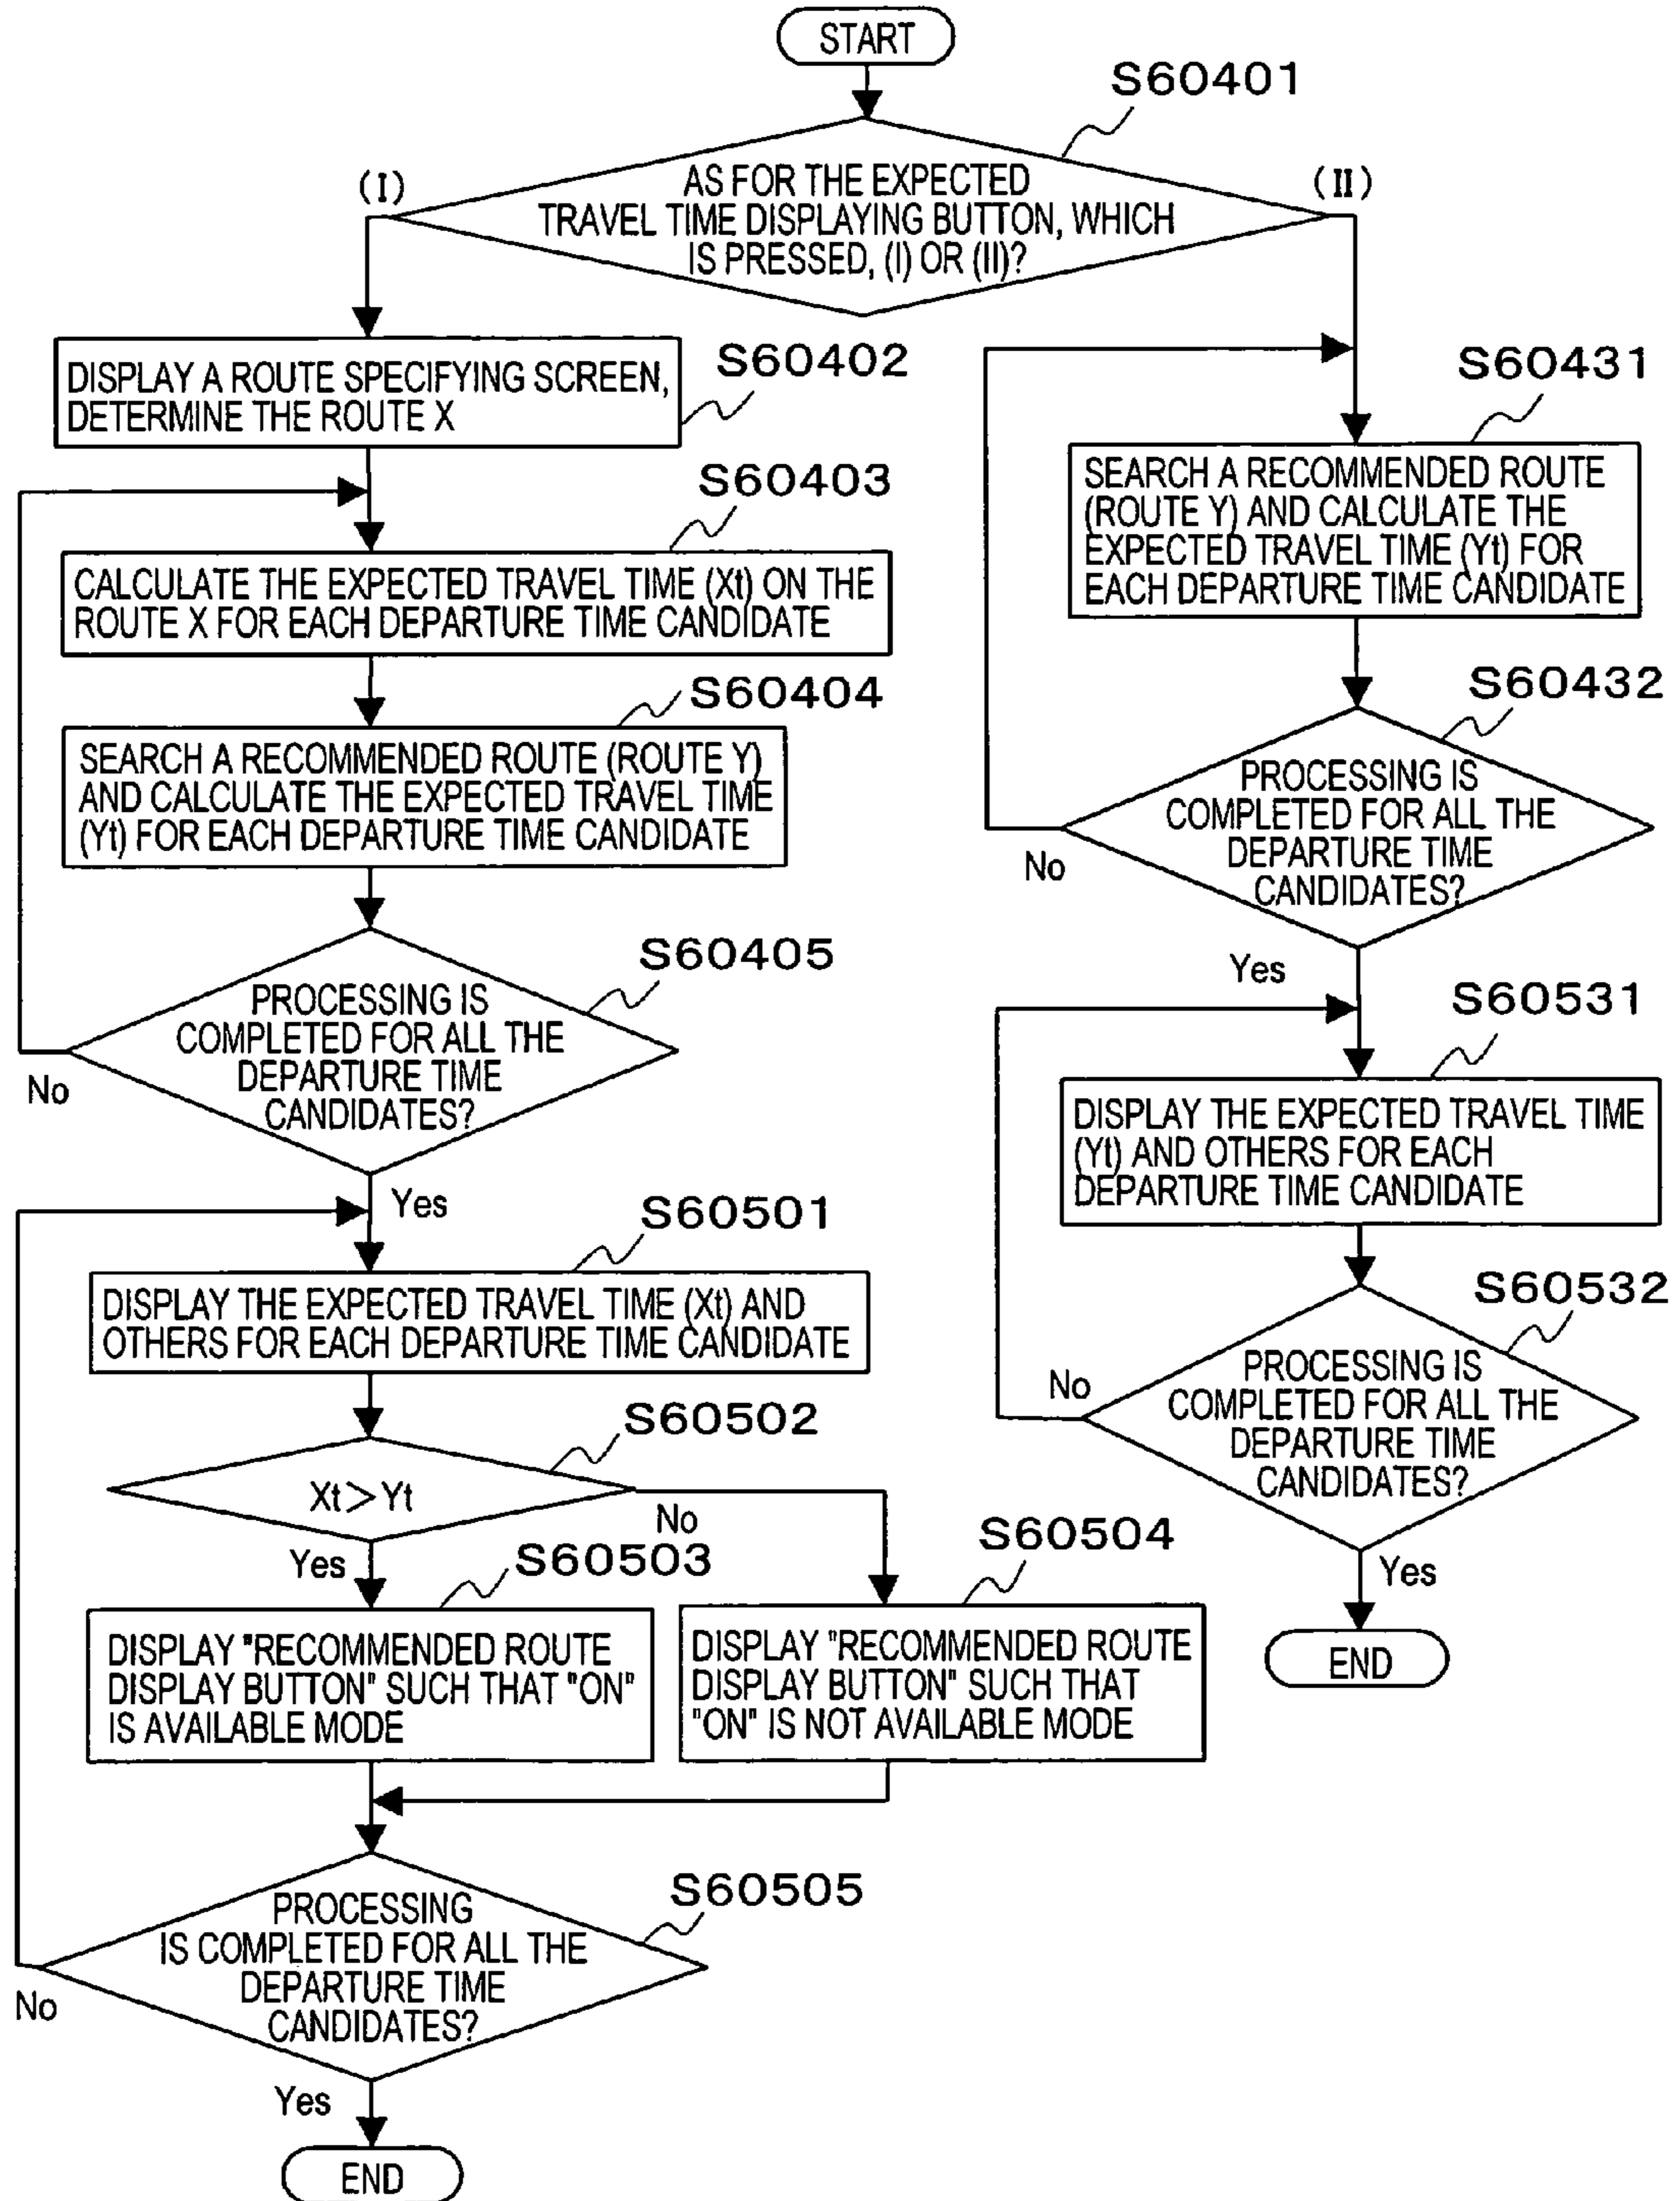 START
S60401
(I)
(II)
AS FOR THE EXPECTED
TRAVEL TIME DISPLAYING BUTTON, WHICH
IS PRESSED, (I) OR (II)?
S60402
DISPLAY A ROUTE SPECIFYING SCREEN,
DETERMINE THE ROUTE X
S60403
CALCULATE THE EXPECTED TRAVEL TIME (Xt) ON THE
ROUTE X FOR EACH DEPARTURE TIME CANDIDATE
S60404
SEARCH A RECOMMENDED ROUTE (ROUTE Y)
AND CALCULATE THE EXPECTED TRAVEL TIME
(Yt) FOR EACH DEPARTURE TIME CANDIDATE
S60405
PROCESSING IS
COMPLETED FOR ALL THE
DEPARTURE TIME
CANDIDATES?
No
Yes
S60501
DISPLAY THE EXPECTED TRAVEL TIME (Xt) AND
OTHERS FOR EACH DEPARTURE TIME CANDIDATE
S60502
Xt>Yt
No
Yes
S60503
DISPLAY "RECOMMENDED ROUTE
DISPLAY BUTTON" SUCH THAT "ON"
IS AVAILABLE MODE
S60504
DISPLAY "RECOMMENDED ROUTE
DISPLAY BUTTON" SUCH THAT
"ON" IS NOT AVAILABLE MODE
S60505
PROCESSING
IS COMPLETED FOR ALL THE
DEPARTURE TIME
CANDIDATES?
No
Yes
END
S60431
SEARCH A RECOMMENDED ROUTE
(ROUTE Y) AND CALCULATE THE
EXPECTED TRAVEL TIME (Yt) FOR
EACH DEPARTURE TIME CANDIDATE
S60432
PROCESSING IS
COMPLETED FOR ALL THE
DEPARTURE TIME
CANDIDATES?
No
Yes
S60531
DISPLAY THE EXPECTED TRAVEL TIME
(Yt) AND OTHERS FOR EACH
DEPARTURE TIME CANDIDATE
S60532
PROCESSING IS
COMPLETED FOR ALL THE
DEPARTURE TIME
CANDIDATES?
No
Yes
END